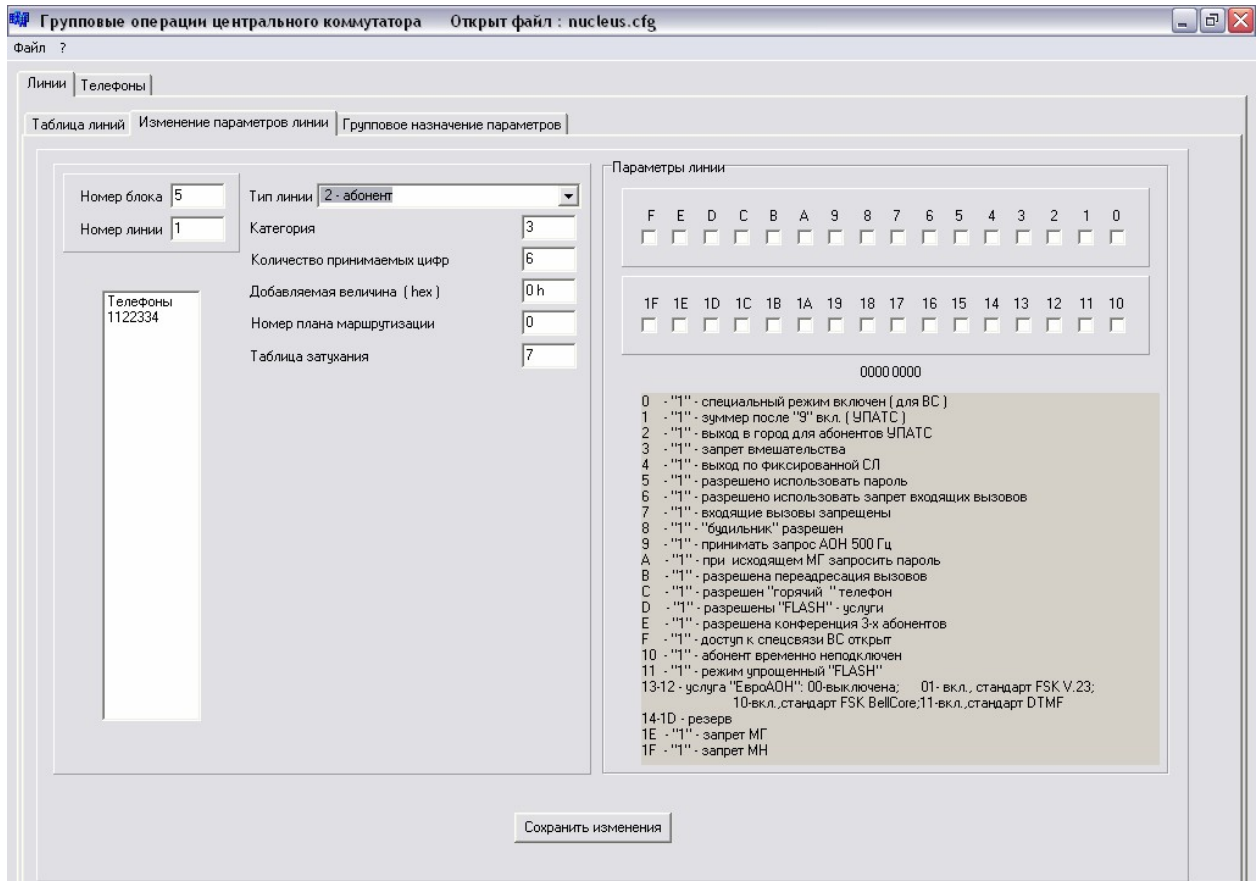 Групповые операции центрального коммутатора Открыт файл : nucleus.cfg
Файл ?
Линии Телефоны
Таблица линий Изменение параметров линии Групповое назначение параметров
Номер блока 5
Номер линии 1
Телефоны
1122334
Тип линии 2 - абонент
Категория 3
Количество принимаемых цифр 6
Добавляемая величина ( hex ) 0 h
Номер плана маршрутизации 0
Таблица затухания 7
Параметры линии
F E D C B A 9 8 7 6 5 4 3 2 1 0
1F 1E 1D 1C 1B 1A 19 18 17 16 15 14 13 12 11 10
0000 0000
0 - "1" - специальный режим включен ( для ВС )
1 - "1" - зуммер после "9" вкл. ( УПАТС )
2 - "1" - выход в город для абонентов УПАТС
3 - "1" - запрет вмешательства
4 - "1" - выход по фиксированной СЛ
5 - "1" - разрешено использовать пароль
6 - "1" - разрешено использовать запрет входящих вызовов
7 - "1" - входящие вызовы запрещены
8 - "1" - "будильник" разрешен
9 - "1" - принимать запрос АОН 500 Гц
A - "1" - при исходящем МГ запросить пароль
B - "1" - разрешена переадресация вызовов
C - "1" - разрешен "горячий " телефон
D - "1" - разрешены "FLASH" - услуги
E - "1" - разрешена конференция 3-х абонентов
F - "1" - доступ к спецсвязи ВС открыт
10 - "1" - абонент временно неподключен
11 - "1" - режим упрощенный "FLASH"
13-12 - услуга "ЕвроАОН": 00-выключена; 01- вкл., стандарт FSK V.23;
10-вкл.,стандарт FSK BellCore;11-вкл.,стандарт DTMF
14-1D - резерв
1E - "1" - запрет МГ
1F - "1" - запрет МН
Сохранить изменения